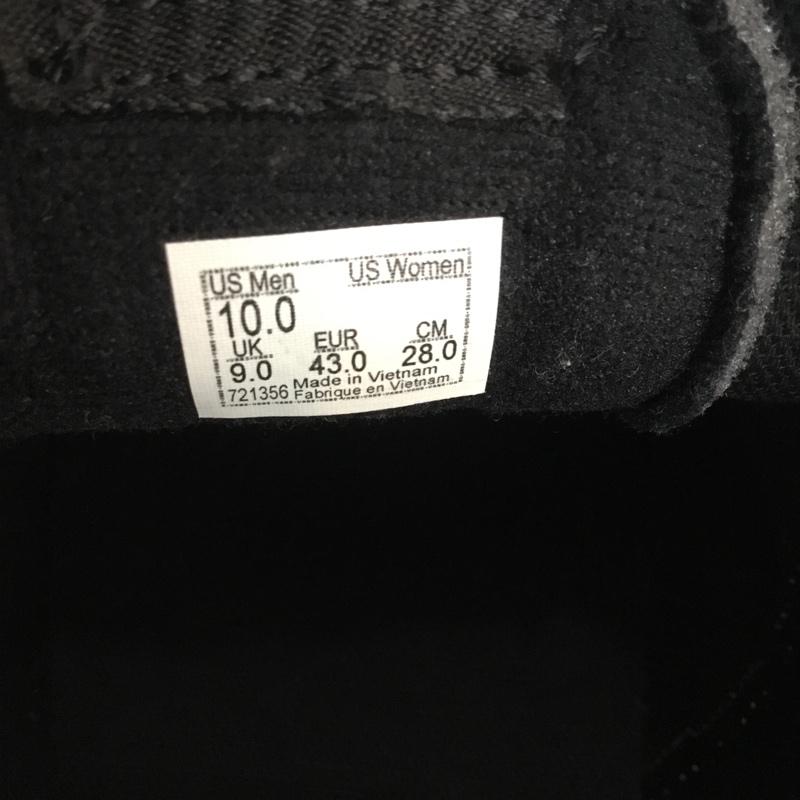 US Men US Women
10.0
UK EUR CM
9.0 43.0 28.0
Made in Vietnam
721356 Fabrique en Vietnam